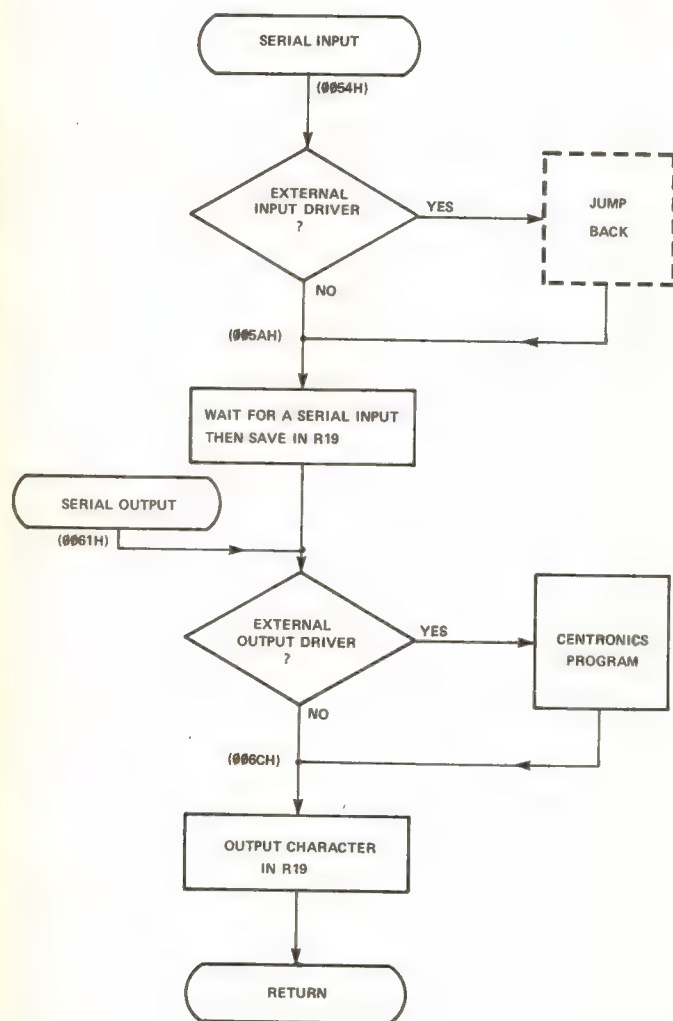 SERIAL INPUT
(ØØ54H)
EXTERNAL
INPUT DRIVER
?
YES
JUMP
BACK
NO
(ØØ5AH)
WAIT FOR A SERIAL INPUT
THEN SAVE IN R19
SERIAL OUTPUT
(ØØ61H)
EXTERNAL
OUTPUT DRIVER
?
YES
CENTRONICS
PROGRAM
NO
(ØØ6CH)
OUTPUT CHARACTER
IN R19
RETURN